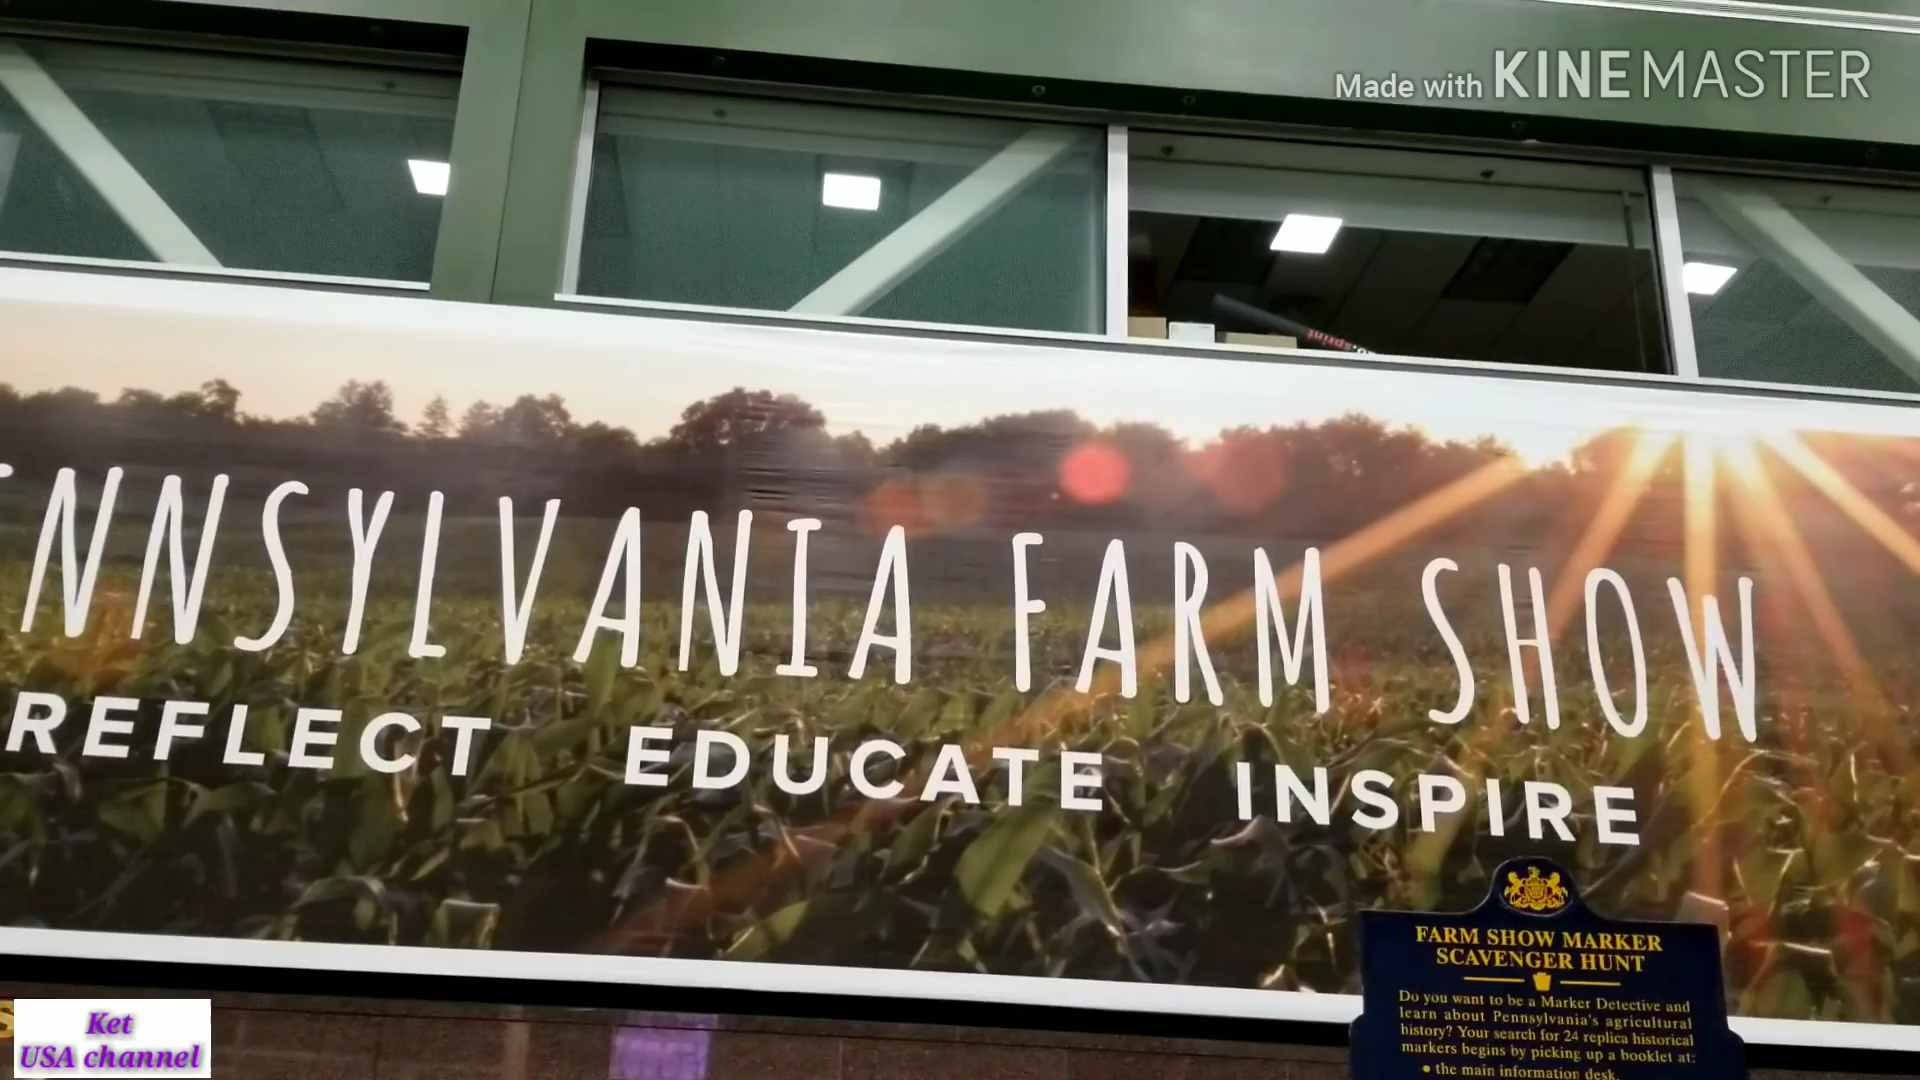 Made with KINEMASTER
sprint
ENNSYLVANIA FARM SHOW
REFLECT EDUCATE INSPIRE
FARM SHOW MARKER
SCAVENGER HUNT
Do you want to be a Marker Detective and
learn about Pennsylvania's agricultural
history? Your search for 24 replica historical
markers begins by picking up a booklet at:
• the main information desk,
Ket
USA channel